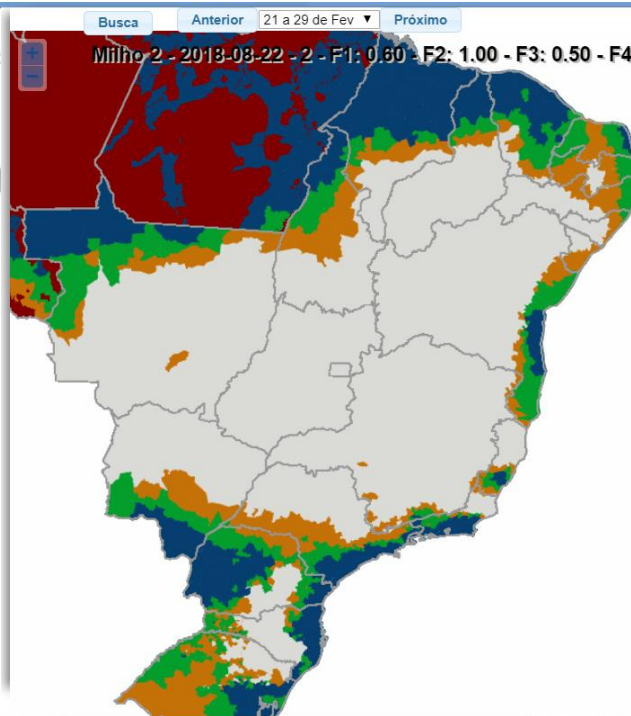 Busca Anterior 21 a 29 de Fev ▼ Próximo
+
Milho 2 - 2018-08-22 - 2 - F1: 0.60 - F2: 1.00 - F3: 0.50 - F4
−